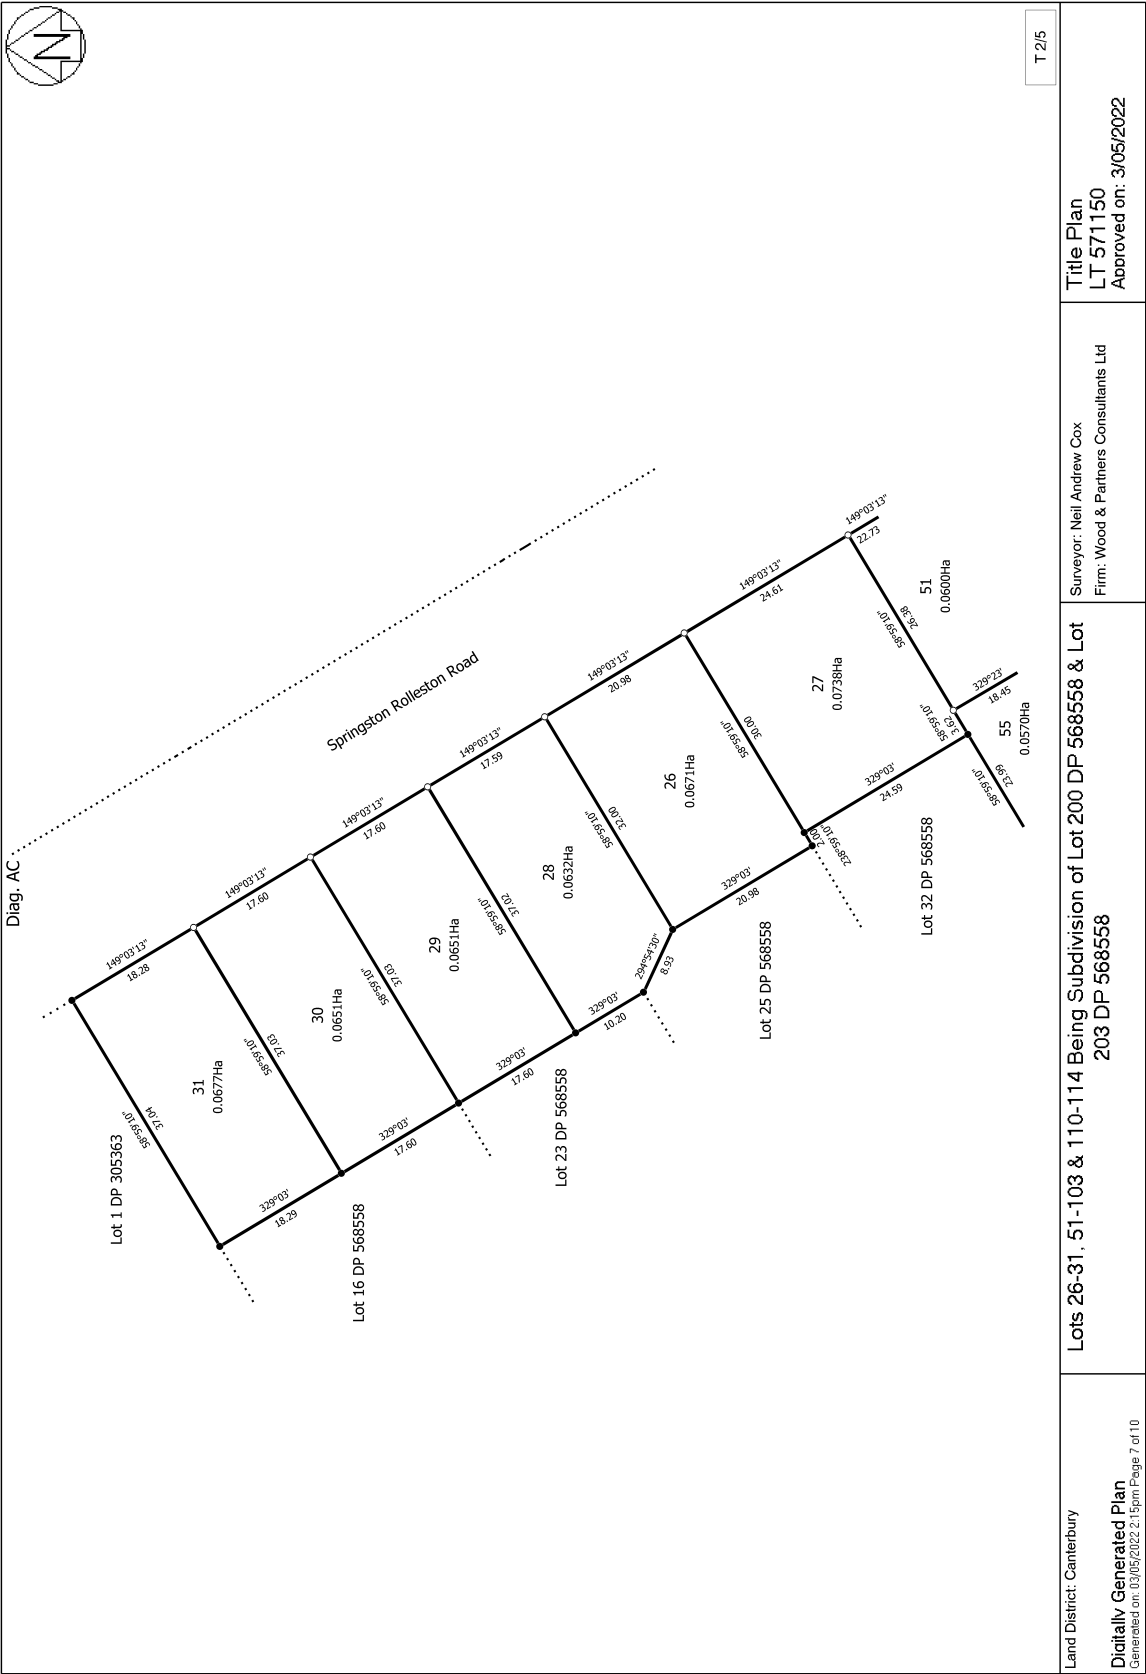 Diag. AC
N
T 2/5
Springston Rolleston Road
Lot 1 DP 305363
58°59'10"
37.04
149°03'13"
18.28
31
0.0677Ha
329°03'
18.29
58°59'10"
37.03
149°03'13"
17.60
30
0.0651Ha
329°03'
17.60
Lot 16 DP 568558
58°59'10"
37.03
149°03'13"
17.60
29
0.0651Ha
329°03'
17.60
Lot 23 DP 568558
58°59'10"
37.02
149°03'13"
17.59
28
0.0632Ha
329°03'
10.20
294°54'30"
8.93
58°59'10"
32.00
149°03'13"
20.98
26
0.0671Ha
329°03'
20.98
Lot 25 DP 568558
58°59'10"
30.00
2.00
238°59'10"
149°03'13"
24.61
27
0.0738Ha
329°03'
24.59
Lot 32 DP 568558
58°59'10"
26.38
58°59'10"
3.62
149°03'13"
22.73
51
0.0600Ha
329°23'
18.45
55
0.0570Ha
58°59'10"
23.99
Land District: Canterbury
Digitally Generated Plan
Generated on: 03/05/2022 2:15pm Page 7 of 10
Lots 26-31, 51-103 & 110-114 Being Subdivision of Lot 200 DP 568558 & Lot
203 DP 568558
Surveyor: Neil Andrew Cox
Firm: Wood & Partners Consultants Ltd
Title Plan
LT 571150
Approved on: 3/05/2022